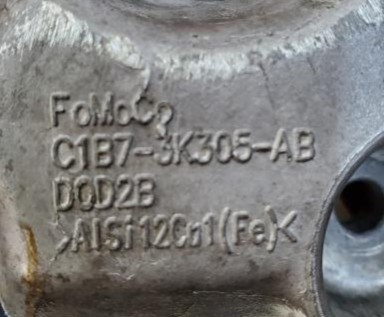 FoMoCo
C1B7-3K305-AB
DQD2B
>AlSi12Cu1(Fe)<